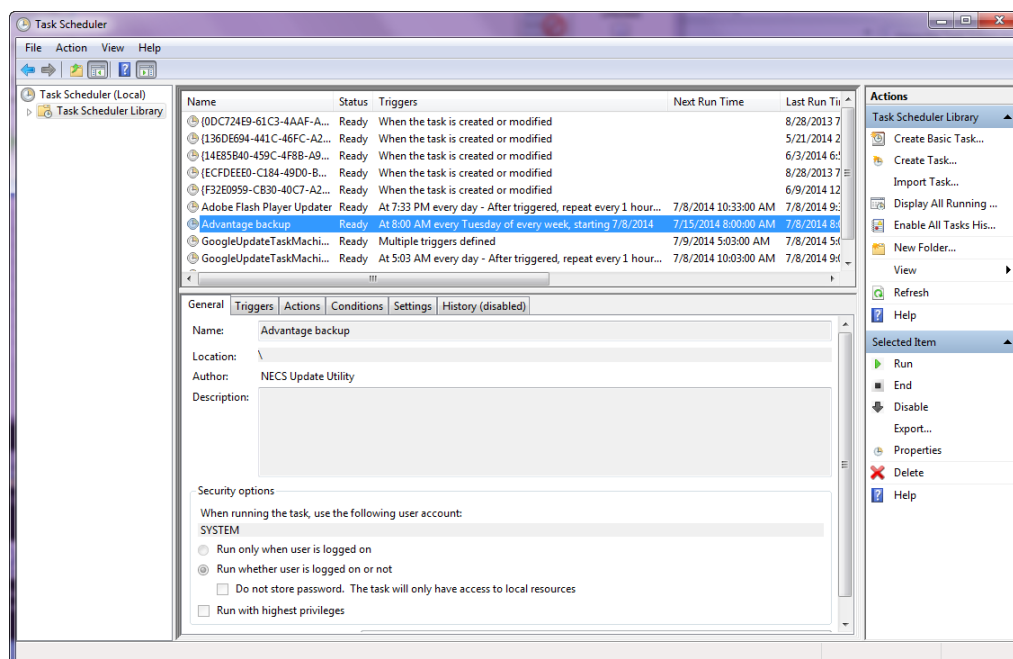 Task Scheduler
File Action View Help
Task Scheduler (Local)
Task Scheduler Library
Name Status Triggers Next Run Time Last Run Ti
{0DC724E9-61C3-4AAF-A... Ready When the task is created or modified 8/28/2013 7
{136DE694-441C-46FC-A2... Ready When the task is created or modified 5/21/2014 2
{14E85B40-459C-4F8B-A9... Ready When the task is created or modified 6/3/2014 6:
{ECFDEEE0-C184-49D0-B... Ready When the task is created or modified 8/28/2013 7
{F32E0959-CB30-40C7-A2... Ready When the task is created or modified 6/9/2014 12
Adobe Flash Player Updater Ready At 7:33 PM every day - After triggered, repeat every 1 hour... 7/8/2014 10:33:00 AM 7/8/2014 9:
Advantage backup Ready At 8:00 AM every Tuesday of every week, starting 7/8/2014 7/15/2014 8:00:00 AM 7/8/2014 8:
GoogleUpdateTaskMachi... Ready Multiple triggers defined 7/9/2014 5:03:00 AM 7/8/2014 5:
GoogleUpdateTaskMachi... Ready At 5:03 AM every day - After triggered, repeat every 1 hour... 7/8/2014 10:03:00 AM 7/8/2014 9:
General Triggers Actions Conditions Settings History (disabled)
Name: Advantage backup
Location: \
Author: NECS Update Utility
Description:
Security options
When running the task, use the following user account:
SYSTEM
Run only when user is logged on
Run whether user is logged on or not
Do not store password. The task will only have access to local resources
Run with highest privileges
Actions
Task Scheduler Library
Create Basic Task...
Create Task...
Import Task...
Display All Running ...
Enable All Tasks His...
New Folder...
View
Refresh
Help
Selected Item
Run
End
Disable
Export...
Properties
Delete
Help